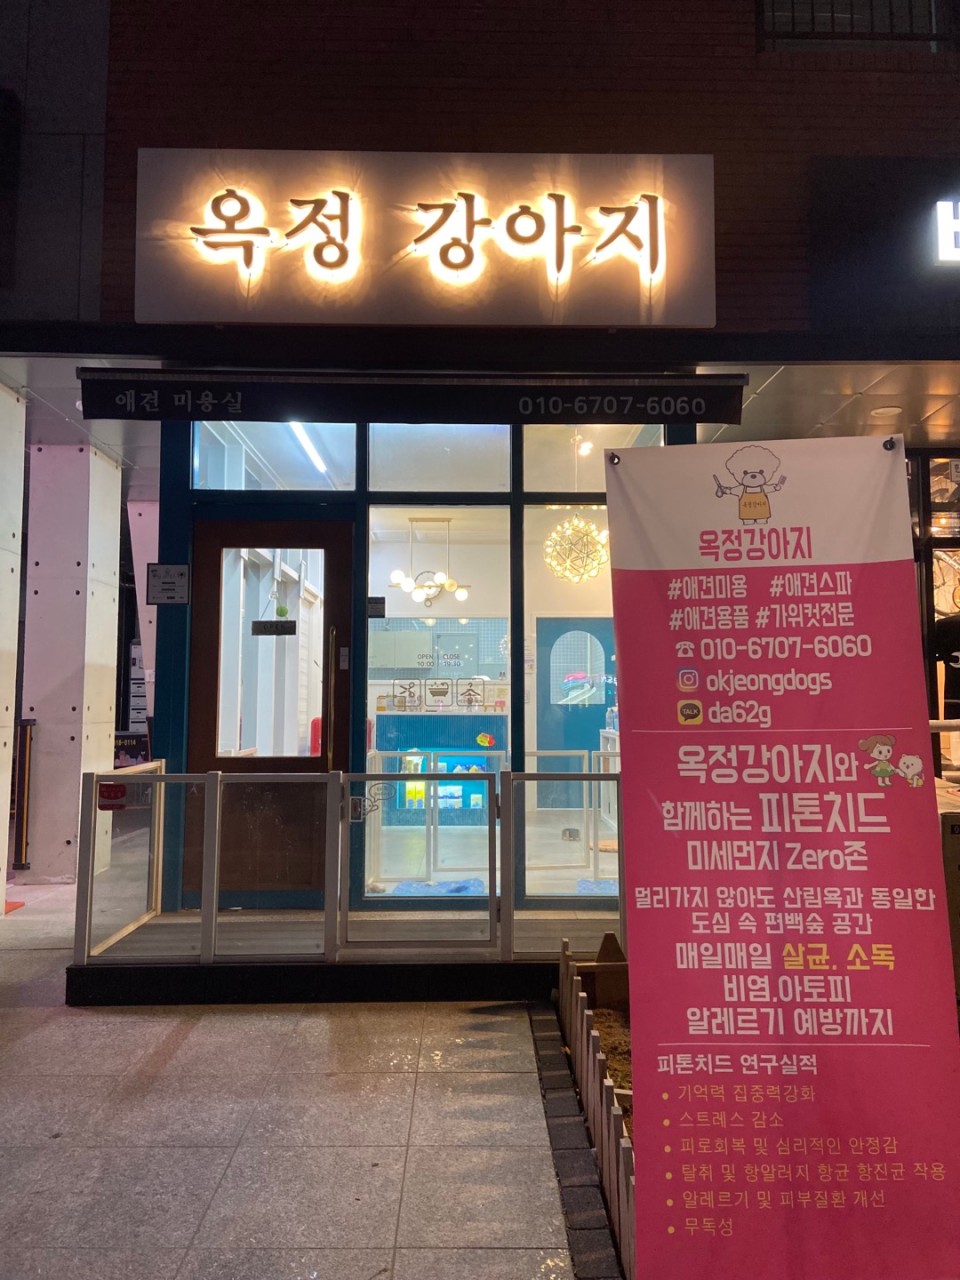 옥정 강아지
애견 미용실 010-6707-6060
OPEN | CLOSE
옥정강아지
옥정강아지
#애견미용 #애견스파
#애견용품 #가위컷전문
☎ 010-6707-6060
okjeongdogs
TALK da62g
옥정강아지와
함께하는 피톤치드
미세먼지 Zero존
멀리가지 않아도 산림욕과 동일한
도심 속 편백숲 공간
매일매일 살균, 소독
비염,아토피
알레르기 예방까지
피톤치드 연구실적
• 기억력 집중력강화
• 스트레스 감소
• 피로회복 및 심리적인 안정감
• 탈취 및 항알러지 항균 항진균 작용
• 알레르기 및 피부질환 개선
• 무독성